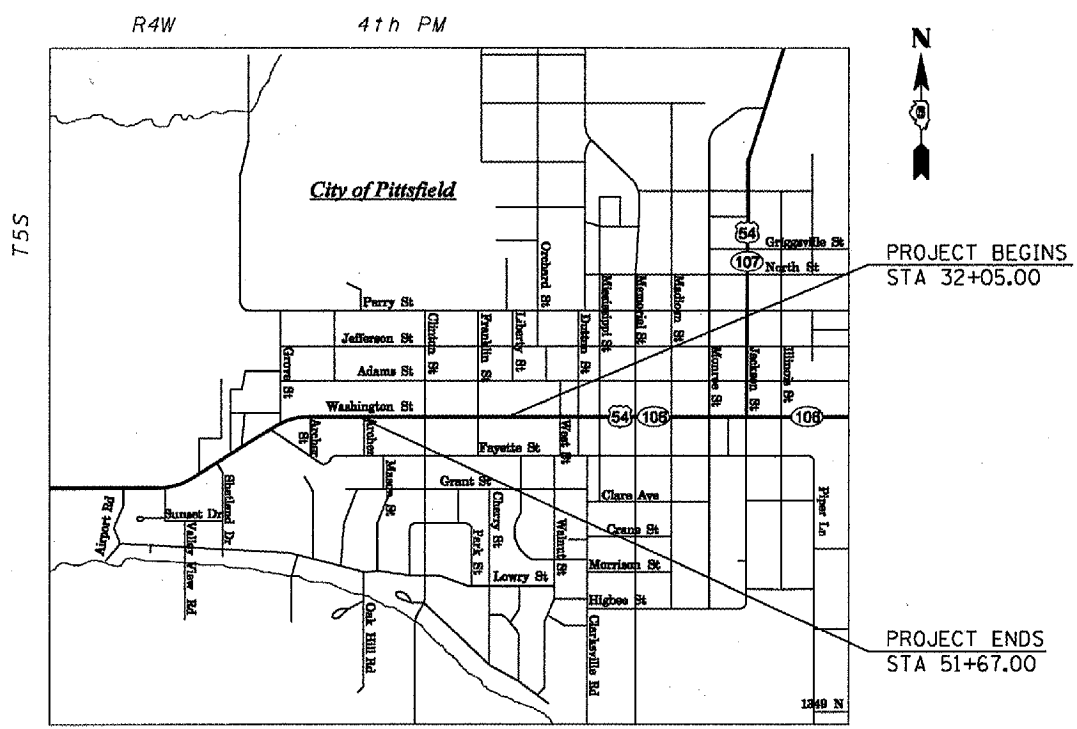 R4W
4th PM
N
T5S
City of Pittsfield
54
Griggsville St
107
North St
PROJECT BEGINS
STA 32+05.00
Orchard St
Mississippi St
Memorial St
Madison St
Perry St
Clinton St
Franklin St
Liberty St
Dutton St
Jefferson St
Grove St
Adams St
Monroe St
Jackson St
Illinois St
Washington St
54
106
106
Archer St
Archer
West St
Fayette St
Mason St
Grant St
Shetland Dr
Cherry St
Clare Ave
Piper Ln
Airport Rd
Sunset Dr
Valley View Rd
Park St
Walnut St
Crane St
Morrison St
Lowry St
Higbee St
Oak Hill Rd
Clarksville Rd
PROJECT ENDS
STA 51+67.00
1349 N